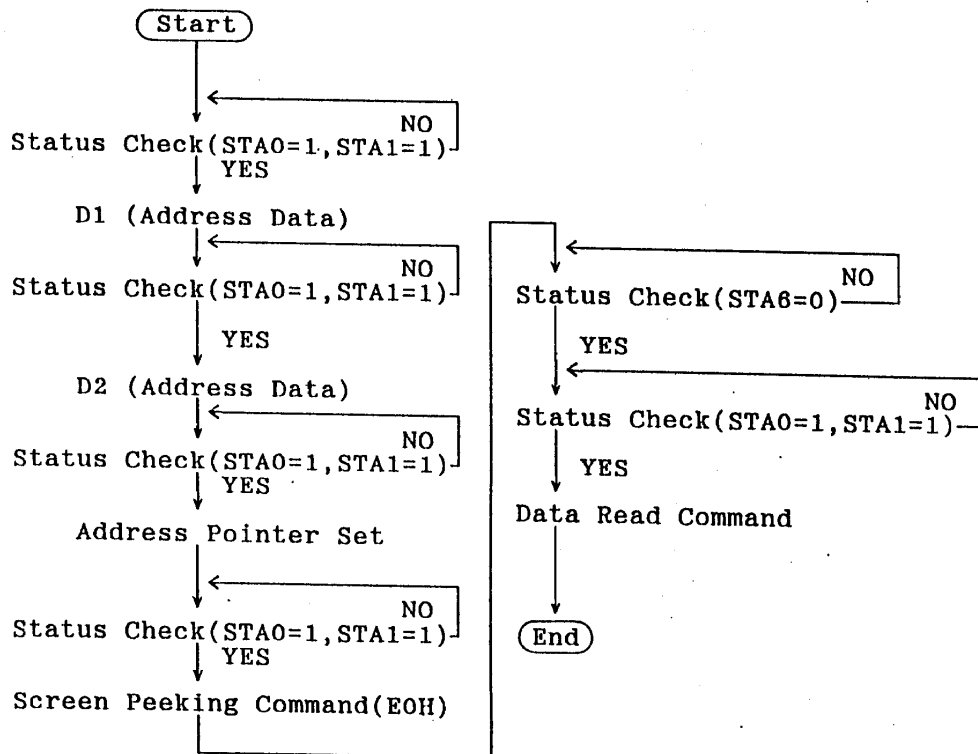 Start
NO
Status Check(STA0=1,STA1=1)
YES
D1 (Address Data)
NO
Status Check(STA0=1,STA1=1)
YES
D2 (Address Data)
NO
Status Check(STA0=1,STA1=1)
YES
Address Pointer Set
NO
Status Check(STA0=1,STA1=1)
YES
Screen Peeking Command(E0H)
NO
Status Check(STA6=0)
YES
NO
Status Check(STA0=1,STA1=1)
YES
Data Read Command
End